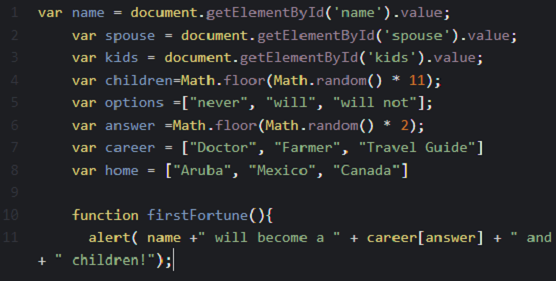 1 var name = document.getElementById('name').value;
2 var spouse = document.getElementById('spouse').value;
3 var kids = document.getElementById('kids').value;
4 var children=Math.floor(Math.random() * 11);
5 var options =["never", "will", "will not"];
6 var answer =Math.floor(Math.random() * 2);
7 var career = ["Doctor", "Farmer", "Travel Guide"]
8 var home = ["Aruba", "Mexico", "Canada"]
9
10 function firstFortune(){
11 alert( name +" will become a " + career[answer] + " and
+ " children!");